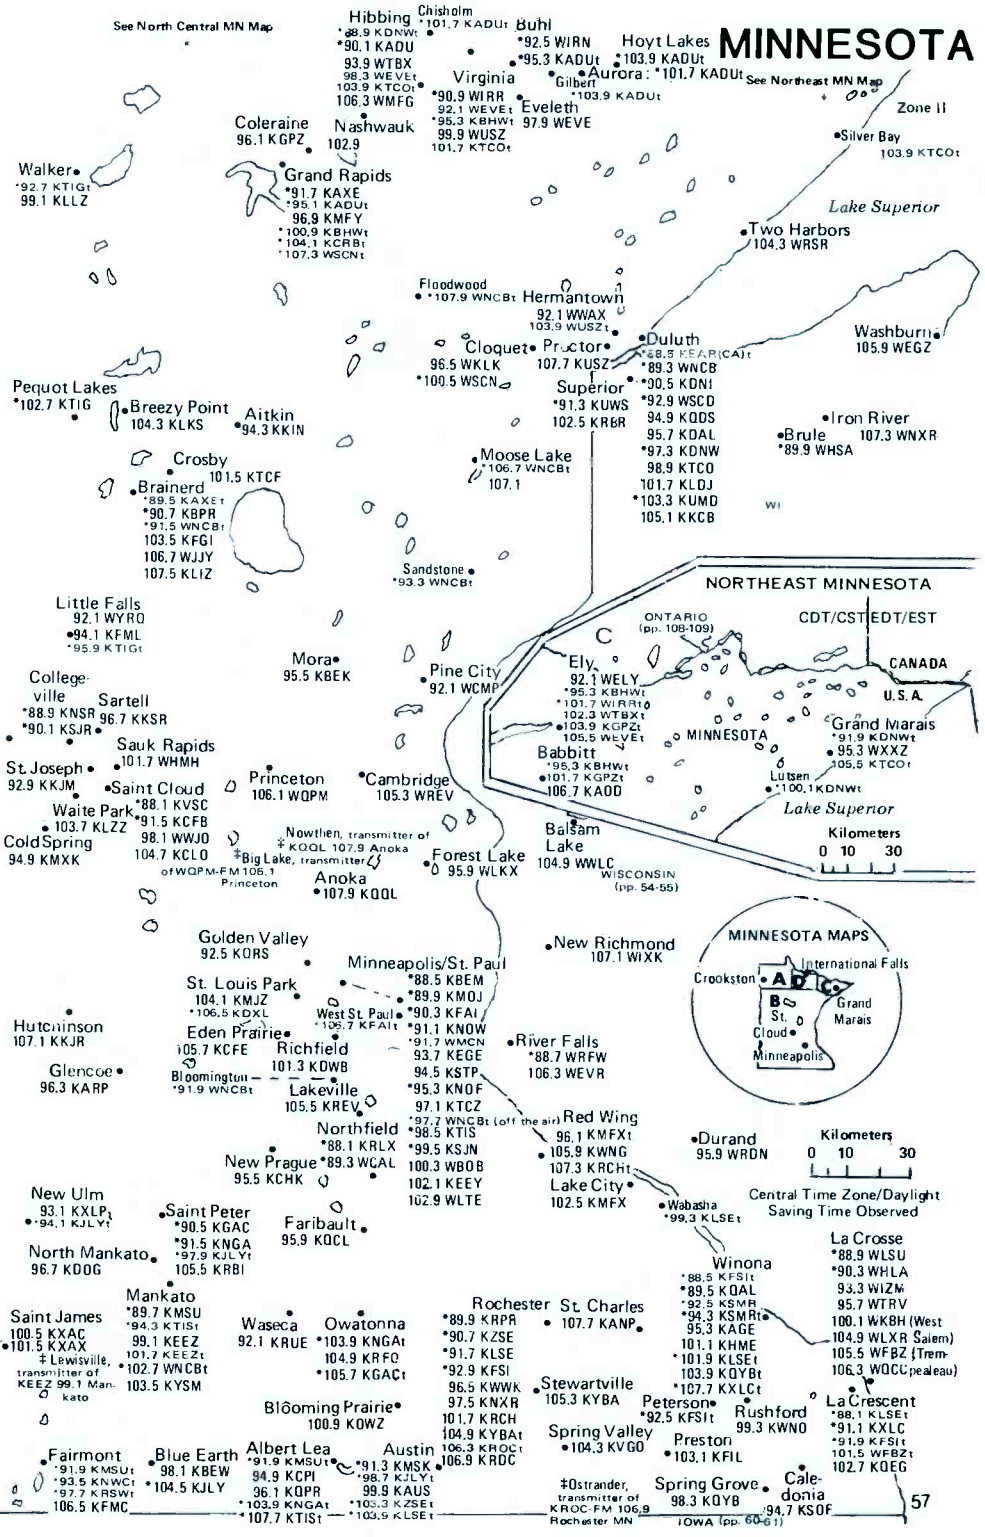 MINNESOTA
See North Central MN Map
Hibbing
*88.9 KDNWt
*90.1 KADU
93.9 WTBX
98.3 WEVEt
103.9 KTCOt
106.3 WMFG
Chisholm
*101.7 KADUt
Buhl
*92.5 WIRN
*95.3 KADUt
Hoyt Lakes
*103.9 KADUt
Aurora: *101.7 KADUt
Gilbert
*103.9 KADUt
See Northeast MN Map
Virginia
*90.9 WIRR
92.1 WEVEt
*95.3 KBHWt
99.9 WUSZ
101.7 KTCOt
Eveleth
97.9 WEVE
Zone II
Silver Bay
103.9 KTCOt
Coleraine
96.1 KGPZ
Nashwauk
102.9
Walker
*92.7 KTIGt
99.1 KLLZ
Grand Rapids
*91.7 KAXE
*95.1 KADUt
96.9 KMFY
*100.9 KBHWt
*104.1 KCRBt
*107.3 WSCNt
Lake Superior
Two Harbors
104.3 WRSR
Floodwood
*107.9 WNCBt
Hermantown
92.1 WWAX
103.9 WUSZt
Cloquet
96.5 WKLK
*100.5 WSCN
Proctor
107.7 KUSZ
Duluth
*88.5 KEAR(CA)t
*89.3 WNCB
*90.5 KDNI
*92.9 WSCD
94.9 KQDS
95.7 KDAL
*97.3 KDNW
98.9 KTCO
101.7 KLDJ
*103.3 KUMD
105.1 KKCB
Washburn
105.9 WEGZ
Superior
*91.3 KUWS
102.5 KRBR
Pequot Lakes
*102.7 KTIG
Breezy Point
104.3 KLKS
Aitkin
94.3 KKIN
Iron River
107.3 WNXR
Brule
*89.9 WHSA
Crosby
101.5 KTCF
Moose Lake
*106.7 WNCBt
107.1
Brainerd
*89.5 KAXEt
*90.7 KBPR
*91.5 WNCBt
103.5 KFGI
106.7 WJJY
107.5 KLIZ
WI
Sandstone
*93.3 WNCBt
Little Falls
92.1 WYRQ
*94.1 KFML
*95.9 KTIGt
Mora
95.5 KBEK
Pine City
92.1 WCMP
NORTHEAST MINNESOTA
ONTARIO
(pp. 108-109)
CDT/CST EDT/EST
C
CANADA
U.S.A.
Ely
92.1 WELY
*95.3 KBHWt
*101.7 WIRRt
102.3 WTBXt
103.9 KGPZt
105.5 WEVEt
MINNESOTA
Grand Marais
*91.9 KDNWt
95.3 WXXZ
105.5 KTCOt
Babbitt
*95.3 KBHWt
101.7 KGPZt
106.7 KAOD
Lutsen
*100.1 KDNWt
Lake Superior
Kilometers
0 10 30
College-
ville
*88.9 KNSR
*90.1 KSJR
Sartell
96.7 KKSR
Sauk Rapids
101.7 WHMH
St. Joseph
92.9 KKJM
Saint Cloud
*88.1 KVSC
*91.5 KCFB
98.1 WWJO
104.7 KCLD
Waite Park
103.7 KLZZ
Cold Spring
94.9 KMXK
Princeton
106.1 WQPM
Cambridge
105.3 WREV
‡ Nowthen, transmitter of
KQQL 107.9 Anoka
‡Big Lake, transmitter
of WQPM-FM 106.1
Princeton
Anoka
107.9 KQQL
Forest Lake
95.9 WLKX
Balsam
Lake
104.9 WWLC
WISCONSIN
(pp. 54-55)
Golden Valley
92.5 KQRS
St. Louis Park
104.1 KMJZ
*106.5 KDXL
New Richmond
107.1 WIXK
MINNESOTA MAPS
International Falls
Crookston
A D C
B
Grand
Marais
St.
Cloud
Minneapolis
Minneapolis/St. Paul
*88.5 KBEM
*89.9 KMOJ
*90.3 KFAI
*91.1 KNOW
*91.7 WMCN
93.7 KEGE
94.5 KSTP
*95.3 KNOF
97.1 KTCZ
*97.7 WNCBt (off the air)
*98.5 KTIS
*99.5 KSJN
100.3 WBOB
102.1 KEEY
102.9 WLTE
West St. Paul
*106.7 KFAIt
Eden Prairie
105.7 KCFE
Richfield
101.3 KDWB
Bloomington
*91.9 WNCBt
Lakeville
105.5 KREV
Hutchinson
107.1 KKJR
Glencoe
96.3 KARP
River Falls
*88.7 WRFW
106.3 WEVR
Northfield
*88.1 KRLX
*89.3 WCAL
New Prague
95.5 KCHK
Red Wing
96.1 KMFXt
105.9 KWNG
107.3 KRCHt
Lake City
102.5 KMFX
Durand
95.9 WRDN
Kilometers
0 10 30
Central Time Zone/Daylight
Saving Time Observed
Wabasha
*99.3 KLSEt
New Ulm
93.1 KXLP
*94.1 KJLYt
Saint Peter
*90.5 KGAC
*91.5 KNGA
*97.9 KJLYt
105.5 KRBI
Faribault
95.9 KQCL
North Mankato
96.7 KDOG
La Crosse
*88.9 WLSU
*90.3 WHLA
93.3 WIZM
95.7 WTRV
100.1 WKBH (West
104.9 WLXR Salem)
105.5 WFBZ (Trem-
106.3 WQCC pealeau)
Winona
*88.5 KFSIt
*89.5 KQAL
*92.5 KSMR
*94.3 KSMRt
95.3 KAGE
101.1 KHME
*101.9 KLSEt
103.9 KQYBt
*107.7 KXLCt
Mankato
*89.7 KMSU
*94.3 KTISt
99.1 KEEZ
101.7 KEEZt
*102.7 WNCBt
103.5 KYSM
Saint James
100.5 KXAC
101.5 KXAX
‡ Lewisville,
transmitter of
KEEZ 99.1 Man-
kato
Waseca
92.1 KRUE
Owatonna
*103.9 KNGAt
104.9 KRFO
*105.7 KGACt
Rochester
*89.9 KRPR
*90.7 KZSE
*91.7 KLSE
*92.9 KFSI
96.5 KWWK
97.5 KNXR
101.7 KRCH
104.9 KYBAt
106.3 KROCt
106.9 KROC
St. Charles
107.7 KANP
Stewartville
105.3 KYBA
Peterson
*92.5 KFSIt
Rushford
99.3 KWNO
La Crescent
*88.1 KLSEt
*91.1 KXLC
*91.9 KFSIt
101.5 WFBZt
102.7 KQEG
Blooming Prairie
100.9 KOWZ
Spring Valley
104.3 KVGO
Preston
103.1 KFIL
Fairmont
*91.9 KMSUt
*93.5 KNWCt
*97.7 KRSWt
106.5 KFMC
Blue Earth
98.1 KBEW
*104.5 KJLY
Albert Lea
*91.9 KMSUt
94.9 KCPI
96.1 KQPR
*103.9 KNGAt
*107.7 KTISt
Austin
*91.3 KMSK
*98.7 KJLYt
99.9 KAUS
*103.3 KZSEt
*103.9 KLSEt
‡Ostrander,
transmitter of
KROC-FM 106.9
Rochester MN
Spring Grove
98.3 KQYB
Cale-
donia
94.7 KSOF
IOWA (pp. 60-61)
57